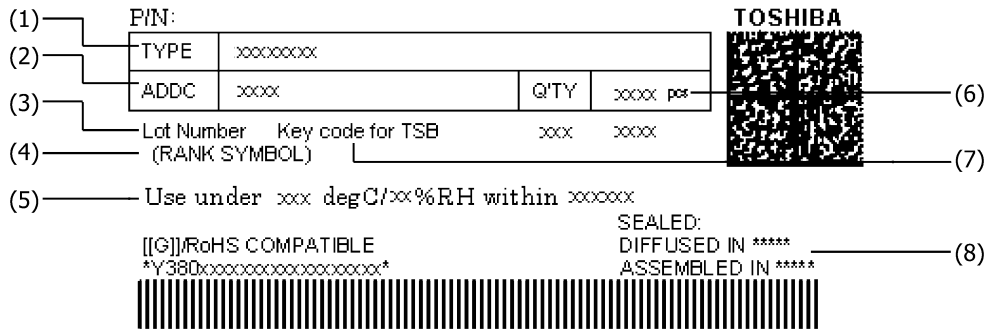 P/N: TOSHIBA
(1) TYPE xxxxxxxx
(2) ADDC xxxx Q'TY xxxx pcs (6)
(3) Lot Number Key code for TSB xxx xxxx
(4) (RANK SYMBOL) (7)
(5) Use under xxx degC/xx%RH within xxxxxx
SEALED:
[[G]]/RoHS COMPATIBLE DIFFUSED IN ***** (8)
*Y380xxxxxxxxxxxxxxxxxx* ASSEMBLED IN *****